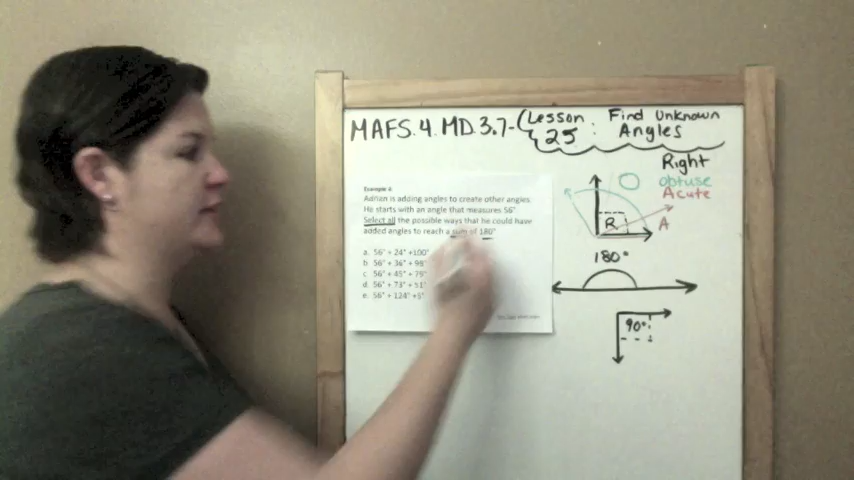 MAFS.4.MD.3.7-
Lesson 25: Find Unknown Angles
Right
obtuse
Acute
O
R
A
180°
90°
Example 4:
Adrian is adding angles to create other angles.
He starts with an angle that measures 56°
Select all the possible ways that he could have
added angles to reach a sum of 180°
a. 56° + 24° +100°
b. 56° + 36° + 98°
c. 56° + 45° + 79°
d. 56° + 73° + 51°
e. 56° + 124° +